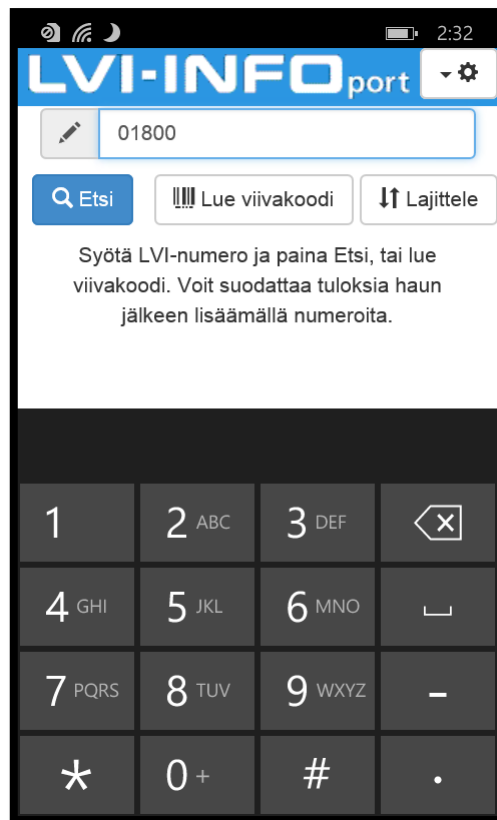 2:32
LVI-INFOport
01800
Etsi
Lue viivakoodi
Lajittele
Syötä LVI-numero ja paina Etsi, tai lue
viivakoodi. Voit suodattaa tuloksia haun
jälkeen lisäämällä numeroita.
1
2 ABC
3 DEF
4 GHI
5 JKL
6 MNO
7 PQRS
8 TUV
9 WXYZ
-
*
0 +
#
.